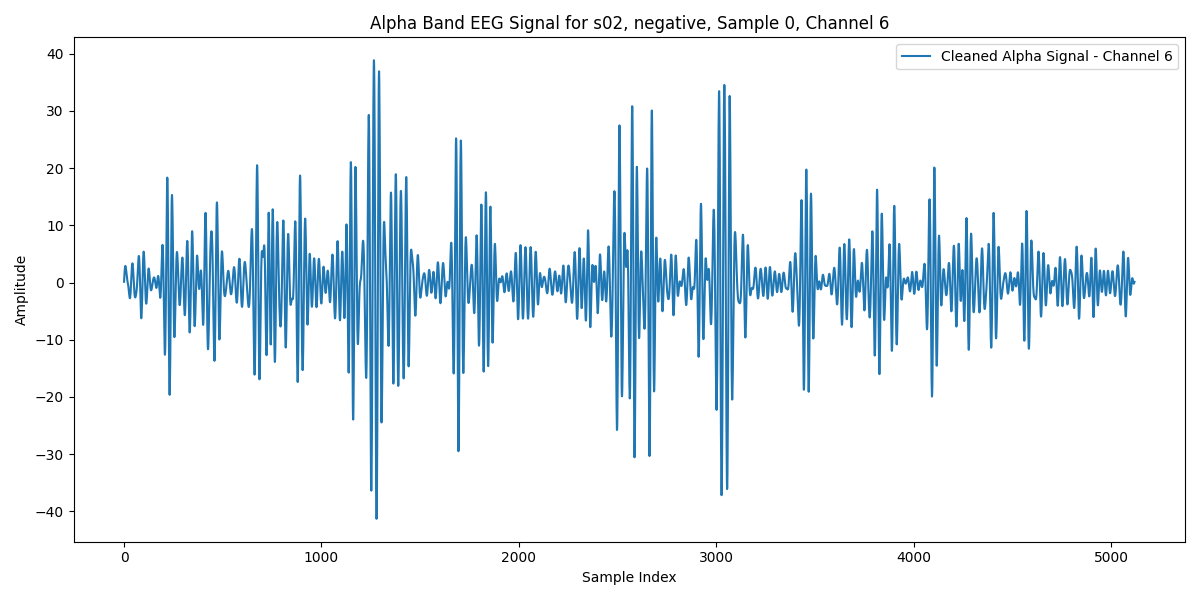 Alpha Band EEG Signal for s02, negative, Sample 0, Channel 6
Cleaned Alpha Signal - Channel 6
Amplitude
40
30
20
10
0
−10
−20
−30
−40
0 1000 2000 3000 4000 5000
Sample Index